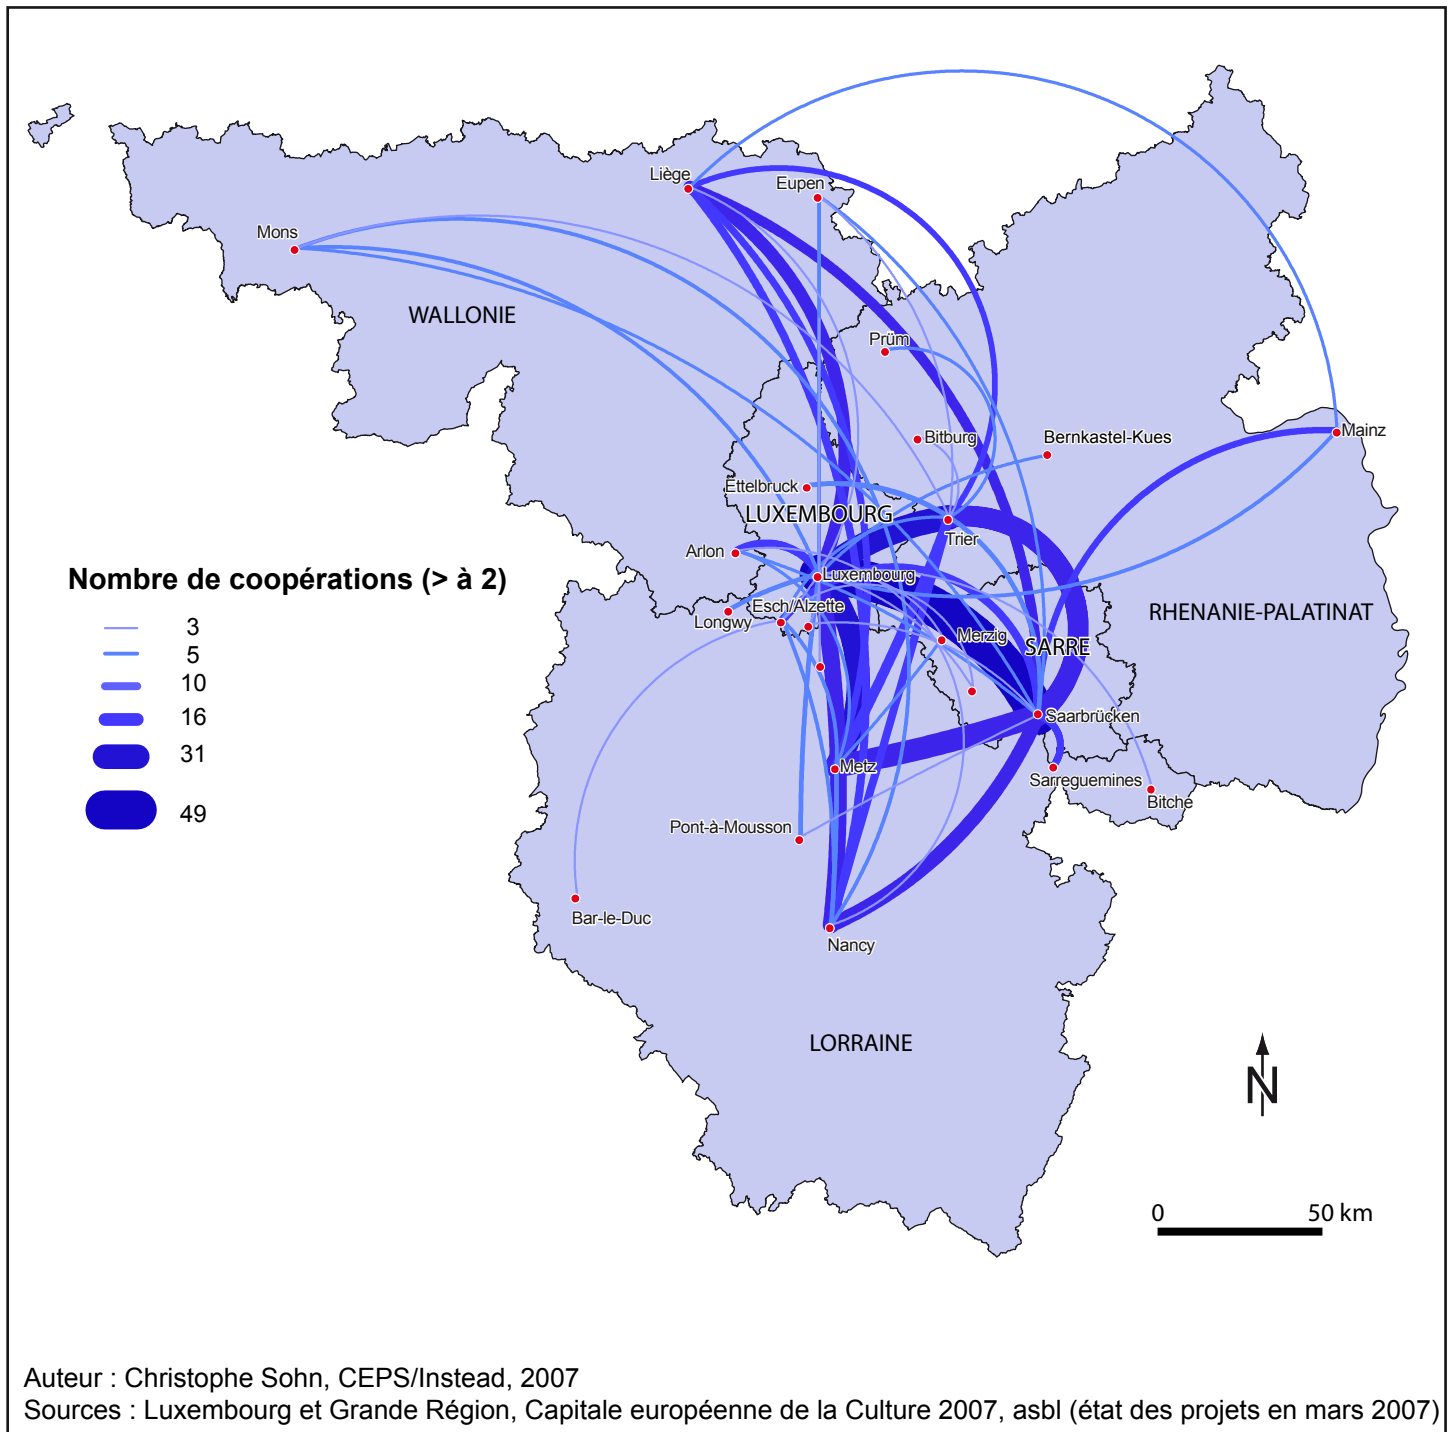 Liège
Eupen
Mons
WALLONIE
Prüm
Bitburg
Bernkastel-Kues
Mainz
Ettelbruck
LUXEMBOURG
Trier
Arlon
Luxembourg
Nombre de coopérations (> à 2)
Esch/Alzette
Longwy
RHENANIE-PALATINAT
Merzig
SARRE
3
5
10
16
31
49
Saarbrücken
Metz
Sarreguemines
Bitche
Pont-à-Mousson
Bar-le-Duc
Nancy
LORRAINE
N
0 50 km
Auteur : Christophe Sohn, CEPS/Instead, 2007
Sources : Luxembourg et Grande Région, Capitale européenne de la Culture 2007, asbl (état des projets en mars 2007)